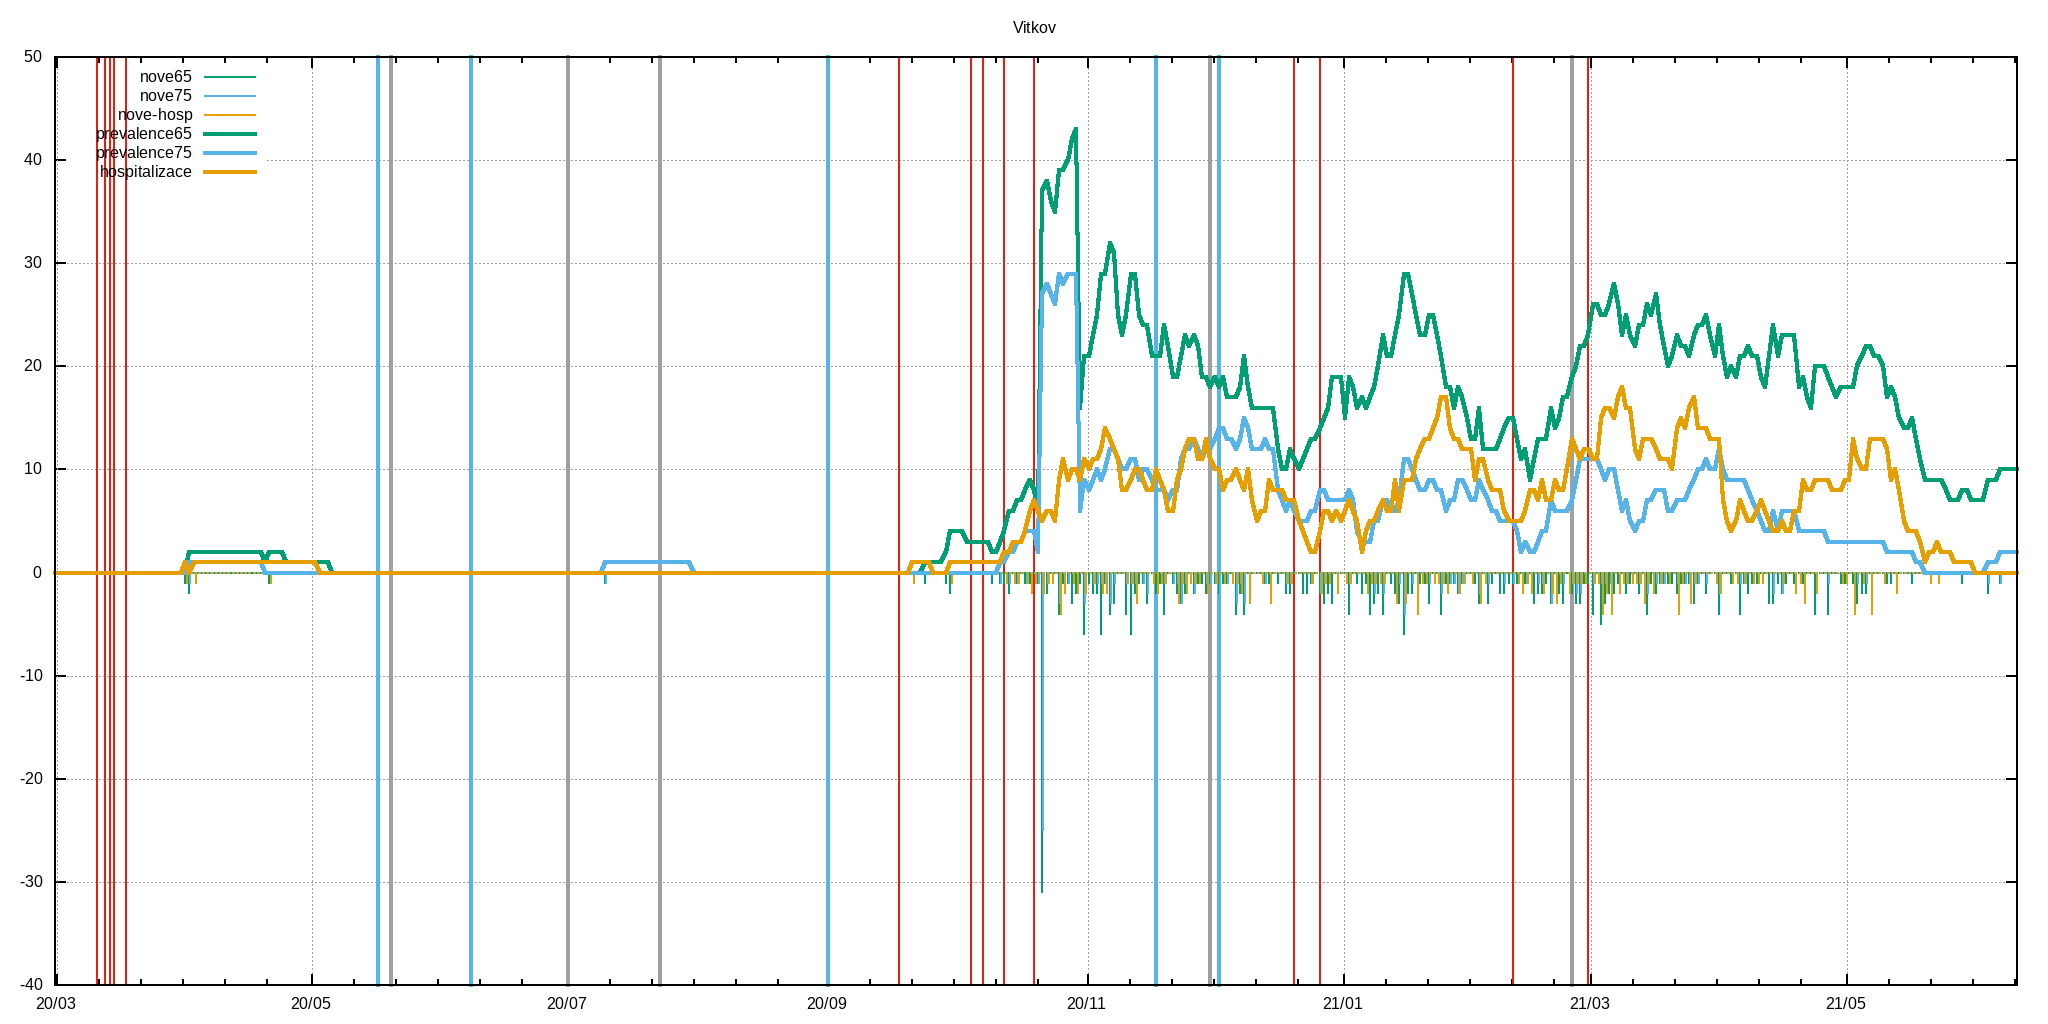 Vitkov
50
40
30
20
10
0
-10
-20
-30
-40
nove65
nove75
nove-hosp
prevalence65
prevalence75
hospitalizace
20/03 20/05 20/07 20/09 20/11 21/01 21/03 21/05